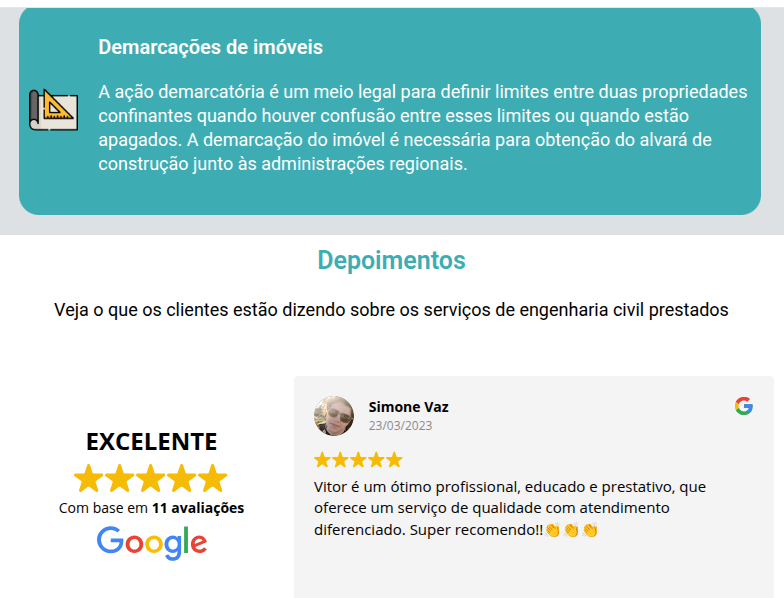 Demarcações de imóveis
A ação demarcatória é um meio legal para definir limites entre duas propriedades
confinantes quando houver confusão entre esses limites ou quando estão
apagados. A demarcação do imóvel é necessária para obtenção do alvará de
construção junto às administrações regionais.
Depoimentos
Veja o que os clientes estão dizendo sobre os serviços de engenharia civil prestados
EXCELENTE
Com base em 11 avaliações
Google
Simone Vaz
23/03/2023
G
Vitor é um ótimo profissional, educado e prestativo, que
oferece um serviço de qualidade com atendimento
diferenciado. Super recomendo!!👏👏👏